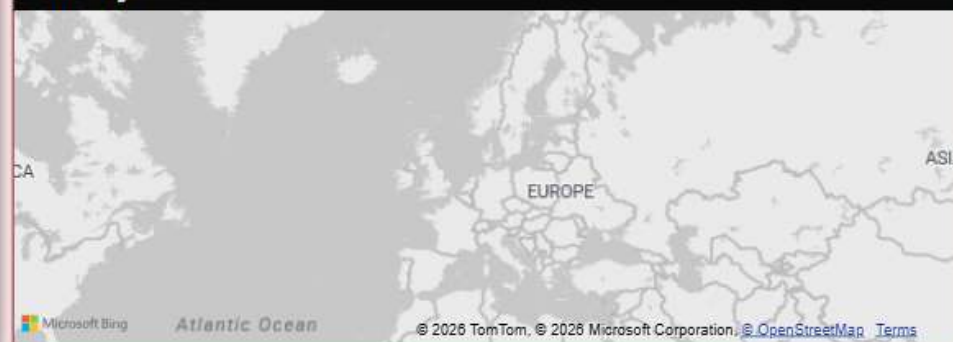 CA
ASI
EUROPE
Microsoft Bing
Atlantic Ocean
© 2026 TomTom, © 2026 Microsoft Corporation, © OpenStreetMap Terms